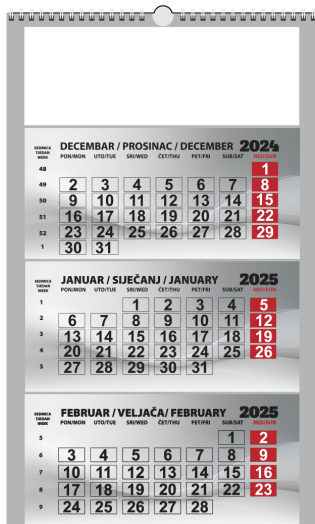 DECEMBAR / PROSINAC / DECEMBER 2024
SEDMICA TJEDAN WEEK PON/MON UTO/TUE SRI/WED ČET/THU PET/FRI SUB/SAT NED/SUN
48 1
49 2 3 4 5 6 7 8
50 9 10 11 12 13 14 15
51 16 17 18 19 20 21 22
52 23 24 25 26 27 28 29
1 30 31
JANUAR / SIJEČANJ / JANUARY 2025
SEDMICA TJEDAN WEEK PON/MON UTO/TUE SRI/WED ČET/THU PET/FRI SUB/SAT NED/SUN
1 1 2 3 4 5
2 6 7 8 9 10 11 12
3 13 14 15 16 17 18 19
4 20 21 22 23 24 25 26
5 27 28 29 30 31
FEBRUAR / VELJAČA/ FEBRUARY 2025
SEDMICA TJEDAN WEEK PON/MON UTO/TUE SRI/WED ČET/THU PET/FRI SUB/SAT NED/SUN
5 1 2
6 3 4 5 6 7 8 9
7 10 11 12 13 14 15 16
8 17 18 19 20 21 22 23
9 24 25 26 27 28